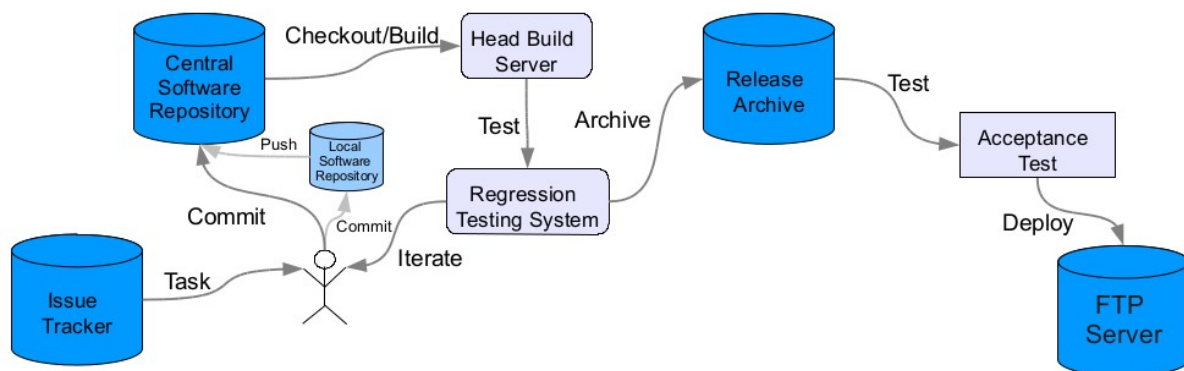 Checkout/Build
Head Build
Server
Central
Software
Repository
Release
Archive
Test
Test
Archive
Acceptance
Test
Push
Local
Software
Repository
Regression
Testing System
Commit
Commit
Deploy
Iterate
Task
Issue
Tracker
FTP
Server